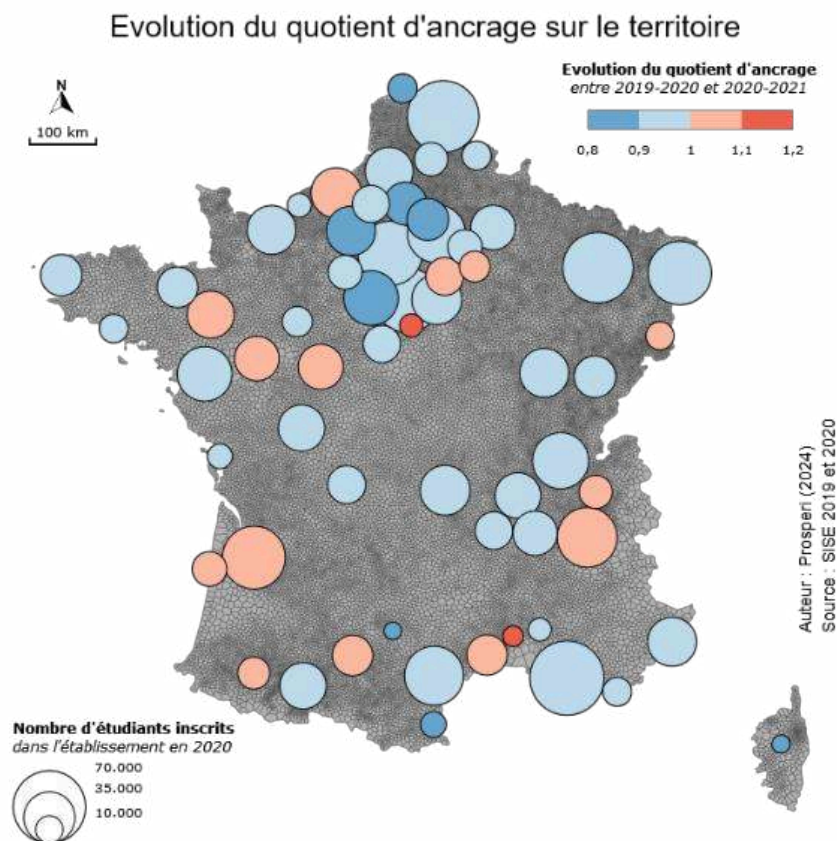 Evolution du quotient d'ancrage sur le territoire
Evolution du quotient d'ancrage
entre 2019-2020 et 2020-2021
0,8 0,9 1 1,1 1,2
N
100 km
Auteur : Prosperi (2024)
Source : SISE 2019 et 2020
Nombre d'étudiants inscrits
dans l'établissement en 2020
70.000
35.000
10.000